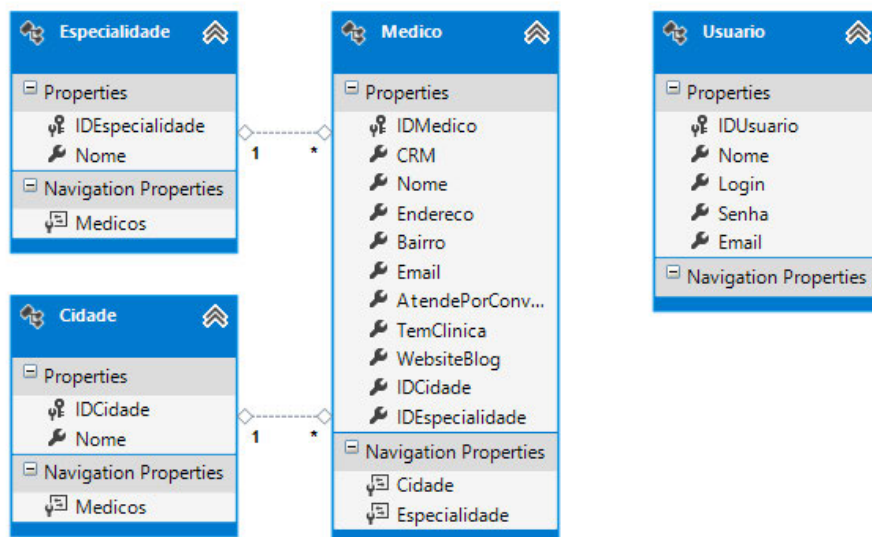 Especialidade
Properties
IDEspecialidade
Nome
Navigation Properties
Medicos
1
*
Cidade
Properties
IDCidade
Nome
Navigation Properties
Medicos
1
*
Medico
Properties
IDMedico
CRM
Nome
Endereco
Bairro
Email
AtendePorConv...
TemClinica
WebsiteBlog
IDCidade
IDEspecialidade
Navigation Properties
Cidade
Especialidade
Usuario
Properties
IDUsuario
Nome
Login
Senha
Email
Navigation Properties